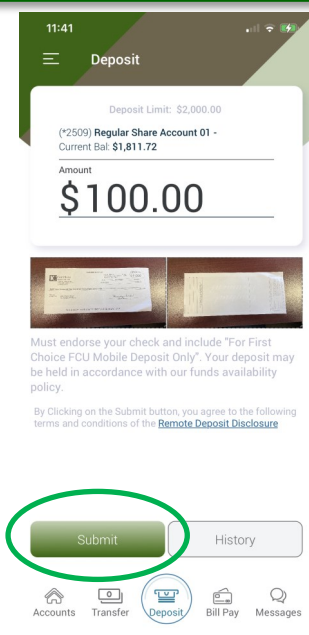 11:41
Deposit
Deposit Limit: $2,000.00
(*2509) Regular Share Account 01 -
Current Bal: $1,811.72
Amount
$100.00
Must endorse your check and include "For First
Choice FCU Mobile Deposit Only". Your deposit may
be held in accordance with our funds availability
policy.
By Clicking on the Submit button, you agree to the following
terms and conditions of the Remote Deposit Disclosure
Submit
History
Accounts
Transfer
Deposit
Bill Pay
Messages